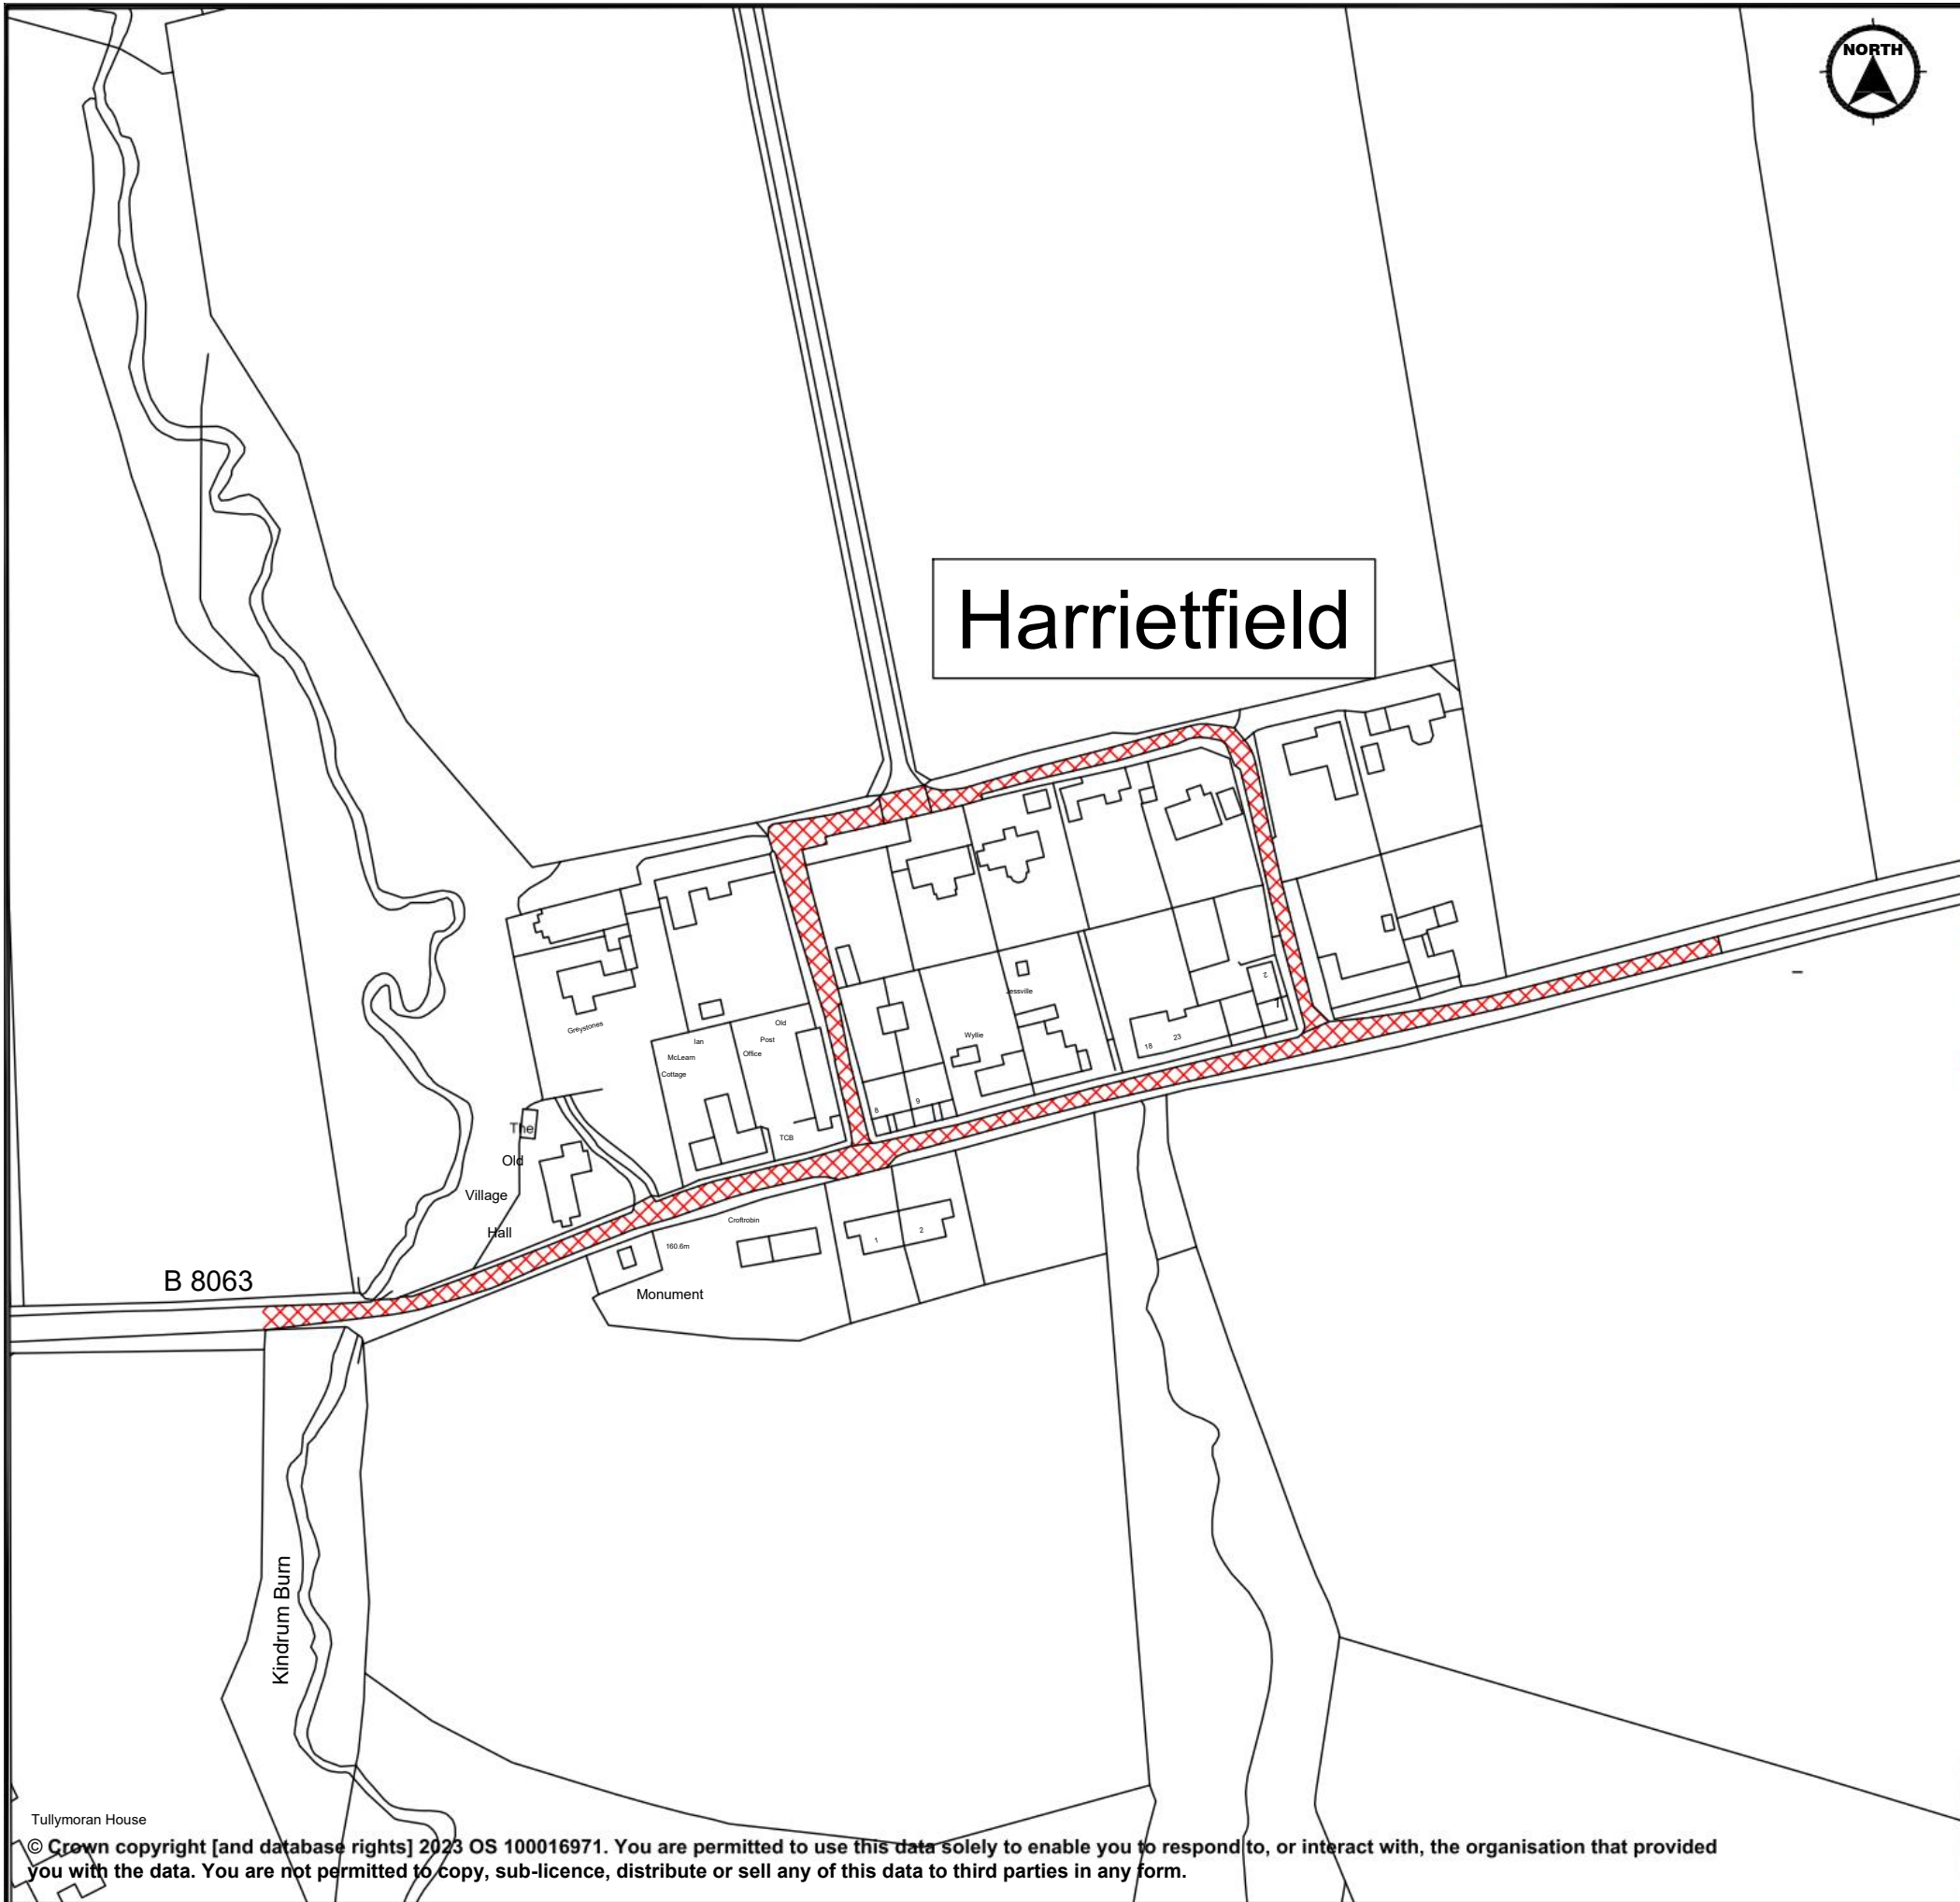 NORTH
Harrietfield
Greystones
Ian
McLearn
Cottage
Old
Post
Office
Jessville
Wyllie
2
1
18
23
8
9
TCB
The
Old
Village
Hall
Croftrobin
160.6m
1
2
Monument
B 8063
Kindrum Burn
Tullymoran House
© Crown copyright [and database rights] 2023 OS 100016971. You are permitted to use this data solely to enable you to respond to, or interact with, the organisation that provided
you with the data. You are not permitted to copy, sub-licence, distribute or sell any of this data to third parties in any form.